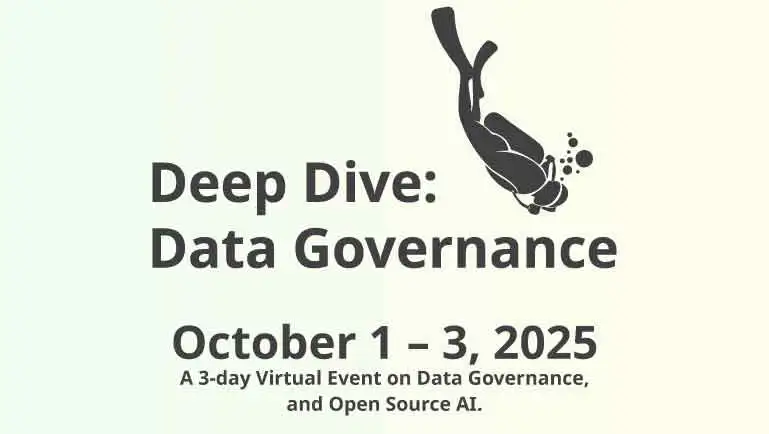 Deep Dive:
Data Governance
October 1 – 3, 2025
A 3-day Virtual Event on Data Governance,
and Open Source AI.